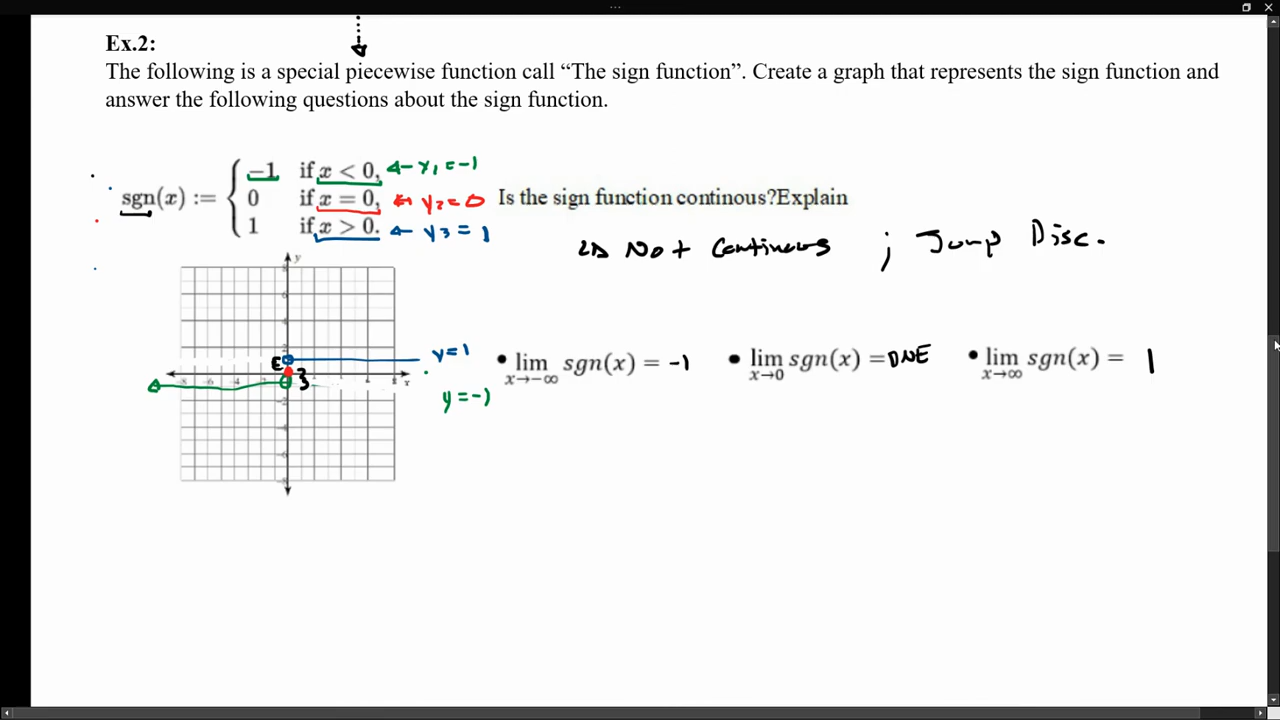 Ex.2:
The following is a special piecewise function call “The sign function”. Create a graph that represents the sign function and
answer the following questions about the sign function.
sgn(x) := { −1 if x < 0, ← y₁ = -1
0 if x = 0, ← y₂ = 0
1 if x > 0. ← y₃ = 1
Is the sign function continous?Explain
↳ Not Continuous ; Jump Disc.
y
y = 1
x
y = -1
• lim x→−∞ sgn(x) = -1
• lim x→0 sgn(x) = DNE
• lim x→∞ sgn(x) = 1